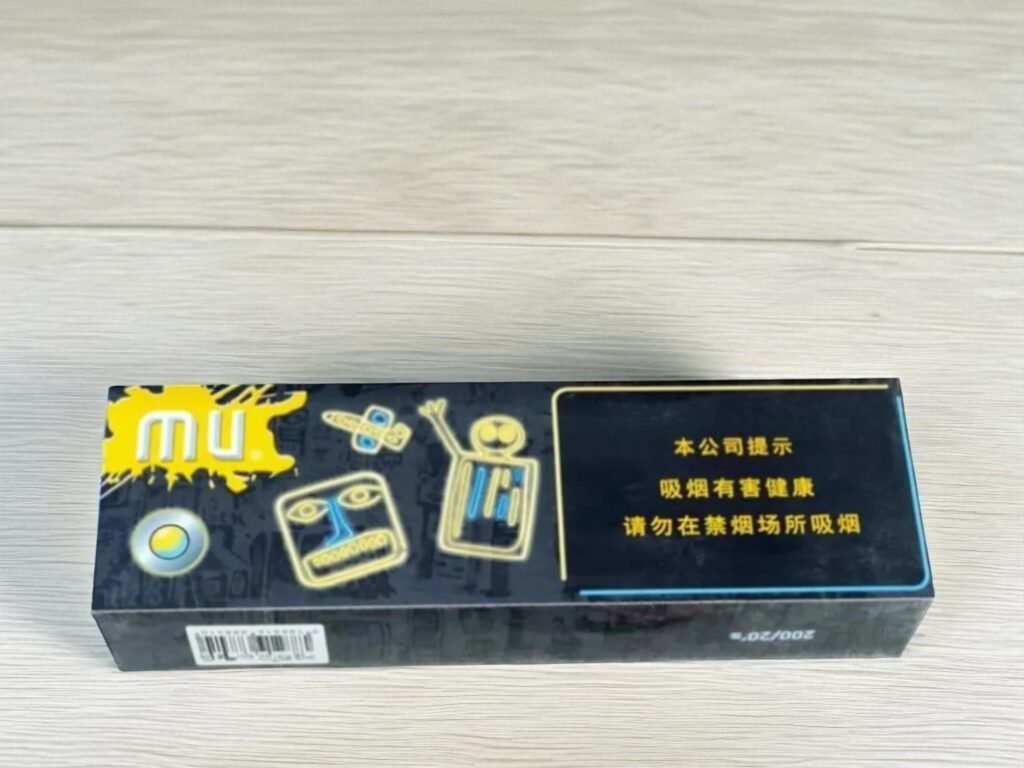 mu
本公司提示
吸烟有害健康
请勿在禁烟场所吸烟
200/20's